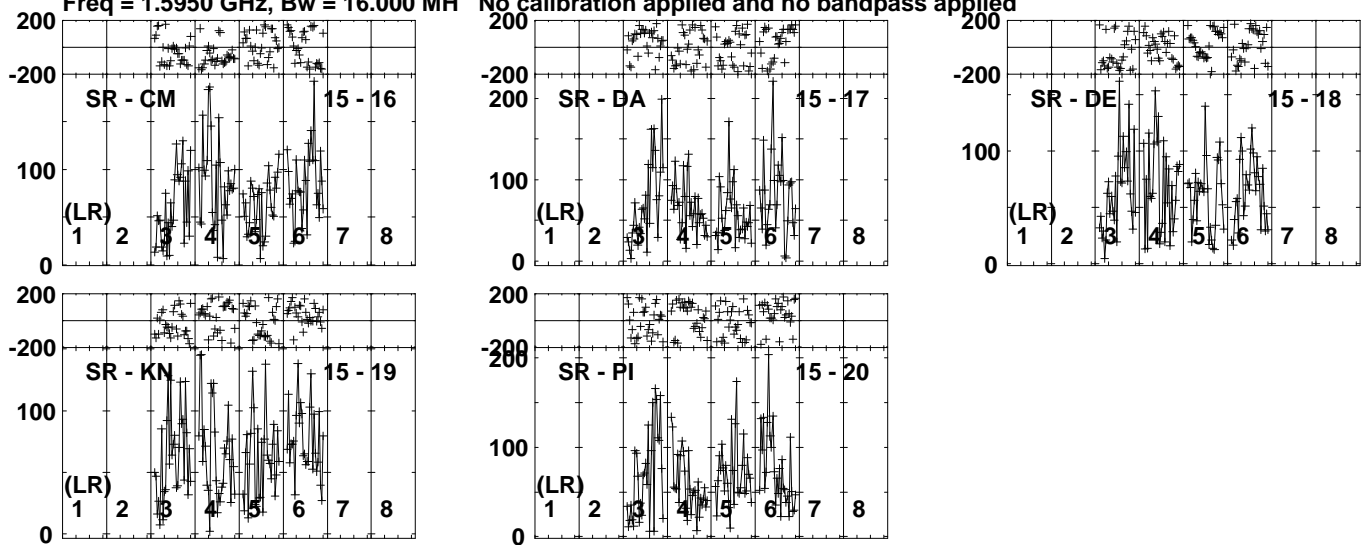 Freq = 1.5950 GHz, Bw = 16.000 MH No calibration applied and no bandpass applied
200
-200
SR - CM 15 - 16
100
(LR)
1 2 3 4 5 6 7 8
0
-200
200
SR - DA 15 - 17
100
(LR)
1 2 3 4 5 6 7 8
0
200
-200
SR - DE 15 - 18
100
(LR)
1 2 3 4 5 6 7 8
0
200
-200
SR - KN 15 - 19
100
(LR)
1 2 3 4 5 6 7 8
0
200
-200
200
SR - PI 15 - 20
100
(LR)
1 2 3 4 5 6 7 8
0